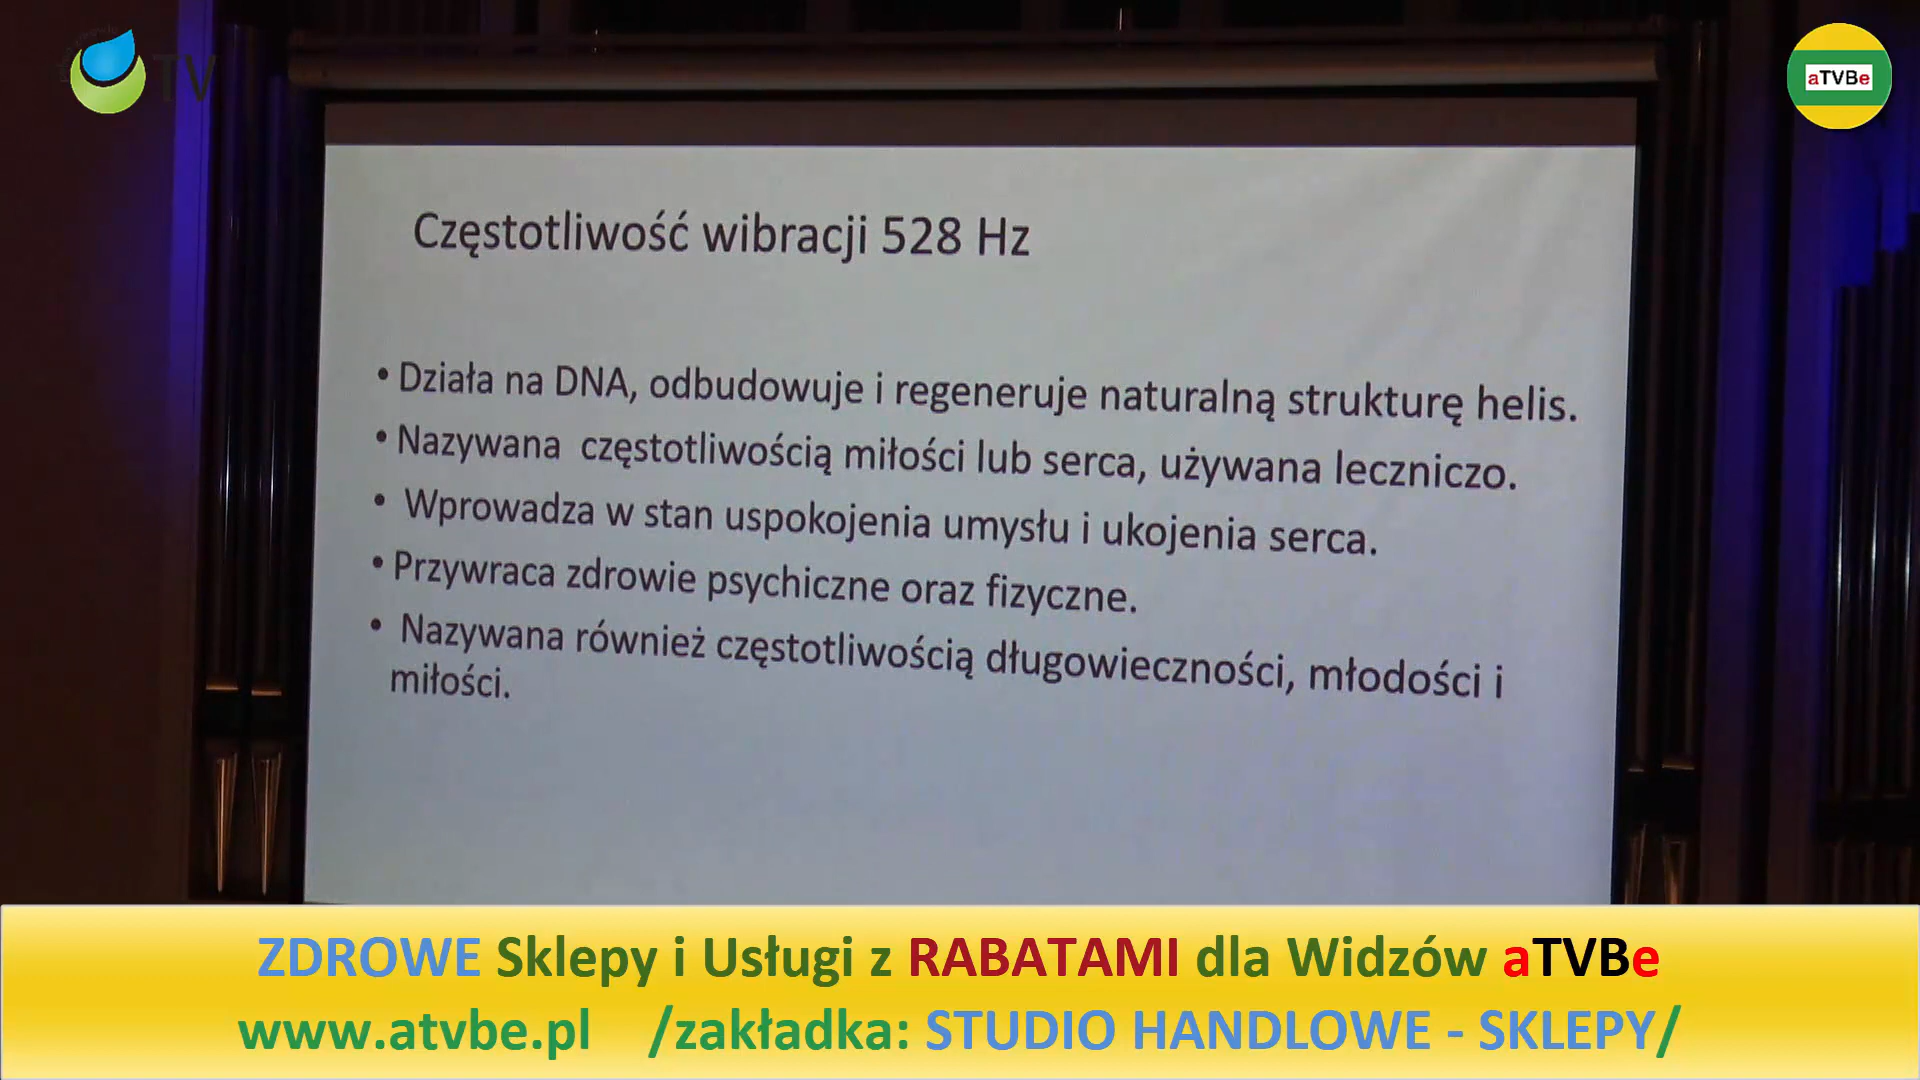 TV
aTVBe
Częstotliwość wibracji 528 Hz
• Działa na DNA, odbudowuje i regeneruje naturalną strukturę helis.
• Nazywana częstotliwością miłości lub serca, używana leczniczo.
• Wprowadza w stan uspokojenia umysłu i ukojenia serca.
• Przywraca zdrowie psychiczne oraz fizyczne.
• Nazywana również częstotliwością długowieczności, młodości i
miłości.
ZDROWE Sklepy i Usługi z RABATAMI dla Widzów aTVBe
www.atvbe.pl /zakładka: STUDIO HANDLOWE - SKLEPY/